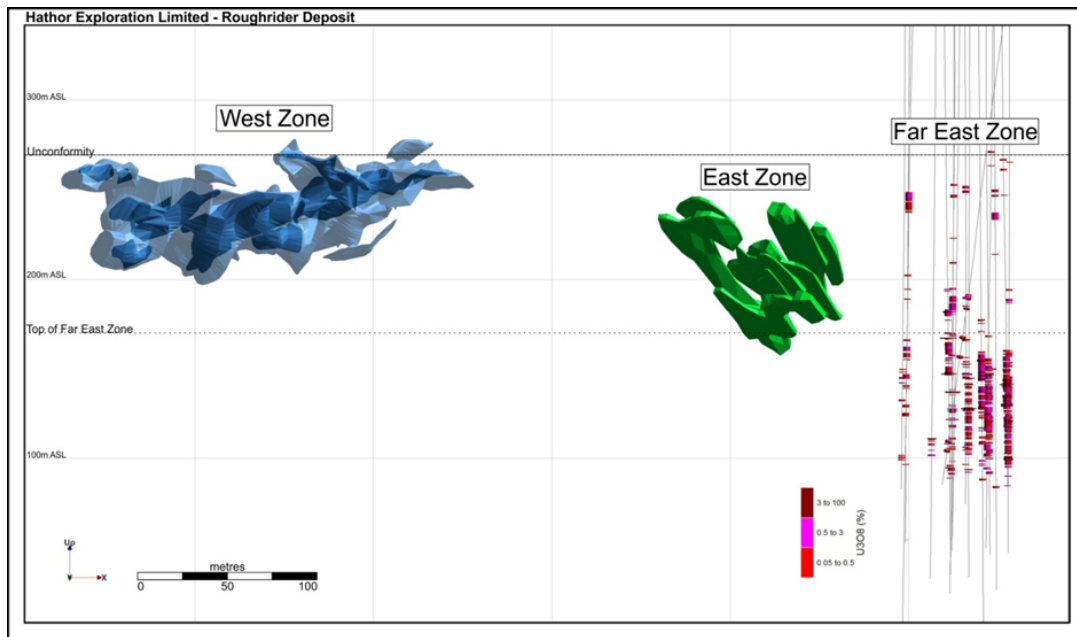 Hathor Exploration Limited - Roughrider Deposit
300m ASL
West Zone
Far East Zone
Unconformity
East Zone
200m ASL
Top of Far East Zone
100m ASL
3 to 100
0.5 to 3
0.05 to 0.5
U3O8 (%)
Up
Y
X
metres
0 50 100